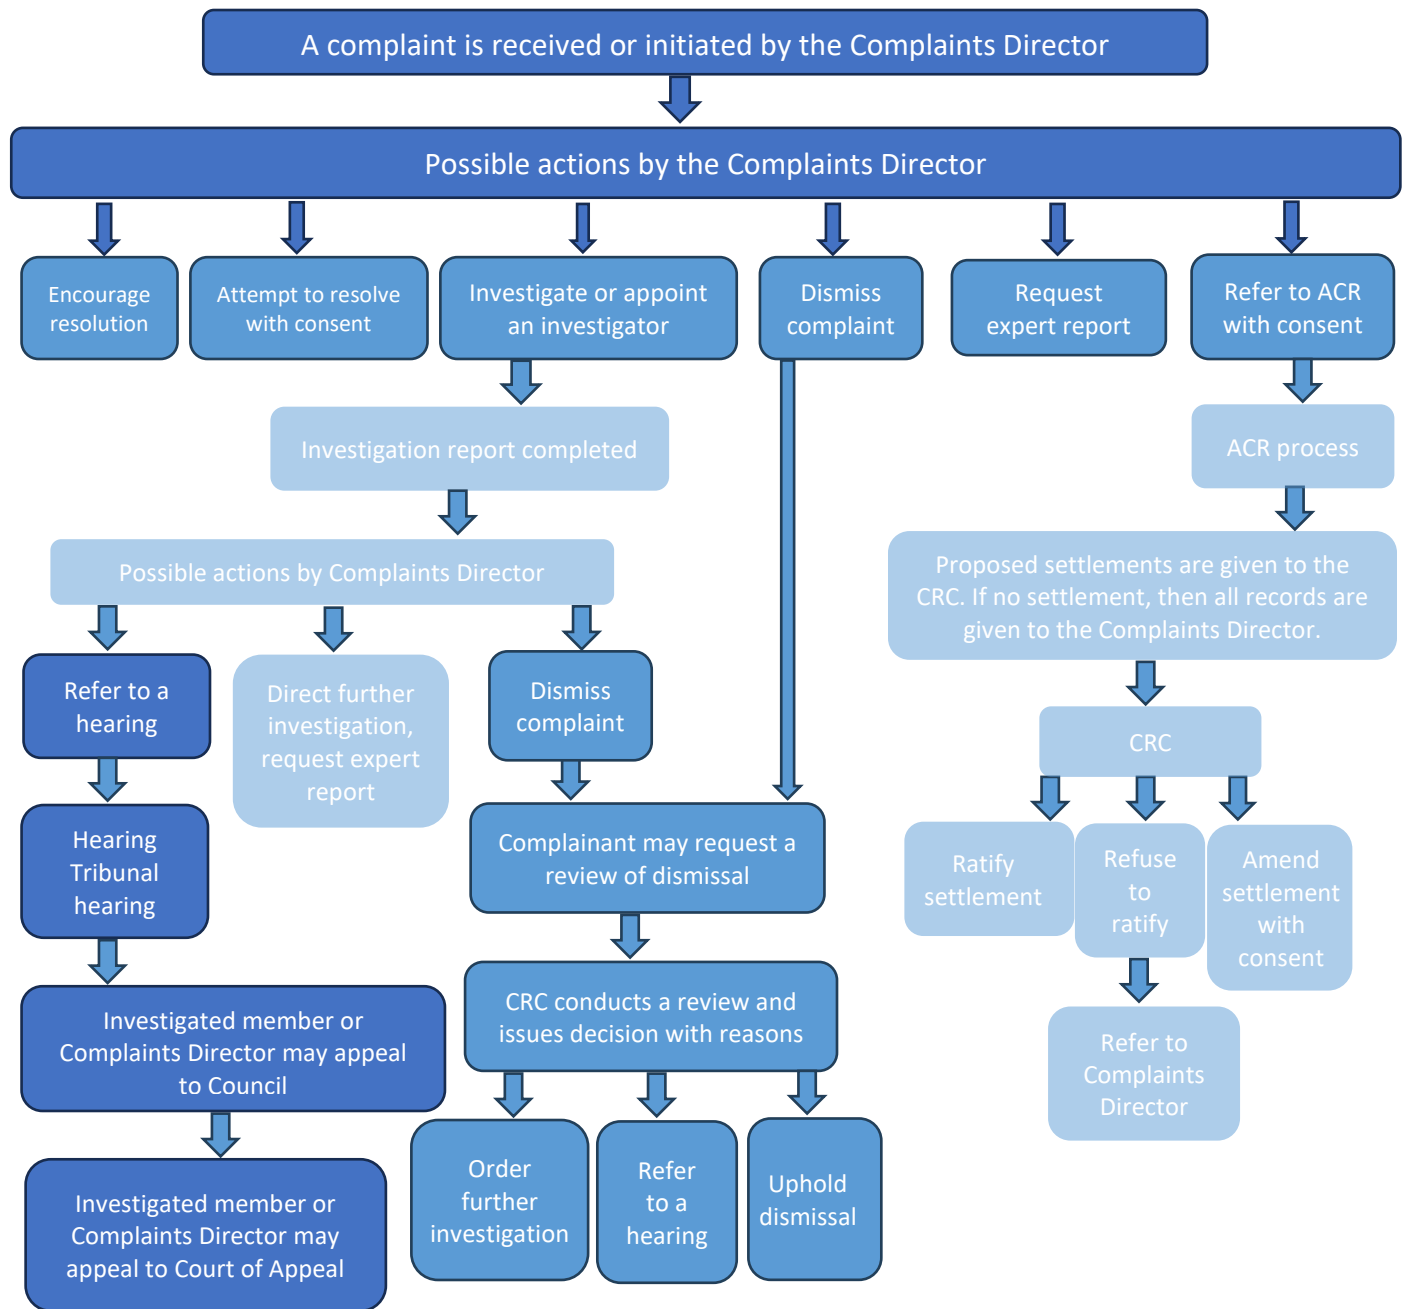 A complaint is received or initiated by the Complaints Director
Possible actions by the Complaints Director
Encourage
resolution
Attempt to resolve
with consent
Investigate or appoint
an investigator
Dismiss
complaint
Request
expert report
Refer to ACR
with consent
Investigation report completed
ACR process
Possible actions by Complaints Director
Proposed settlements are given to the
CRC. If no settlement, then all records are
given to the Complaints Director.
Refer to a
hearing
Direct further
investigation,
request expert
report
Dismiss
complaint
CRC
Hearing
Tribunal
hearing
Complainant may request a
review of dismissal
Ratify
settlement
Refuse
to
ratify
Amend
settlement
with
consent
Investigated member or
Complaints Director may appeal
to Council
CRC conducts a review and
issues decision with reasons
Refer to
Complaints
Director
Investigated member or
Complaints Director may
appeal to Court of Appeal
Order
further
investigation
Refer
to a
hearing
Uphold
dismissal